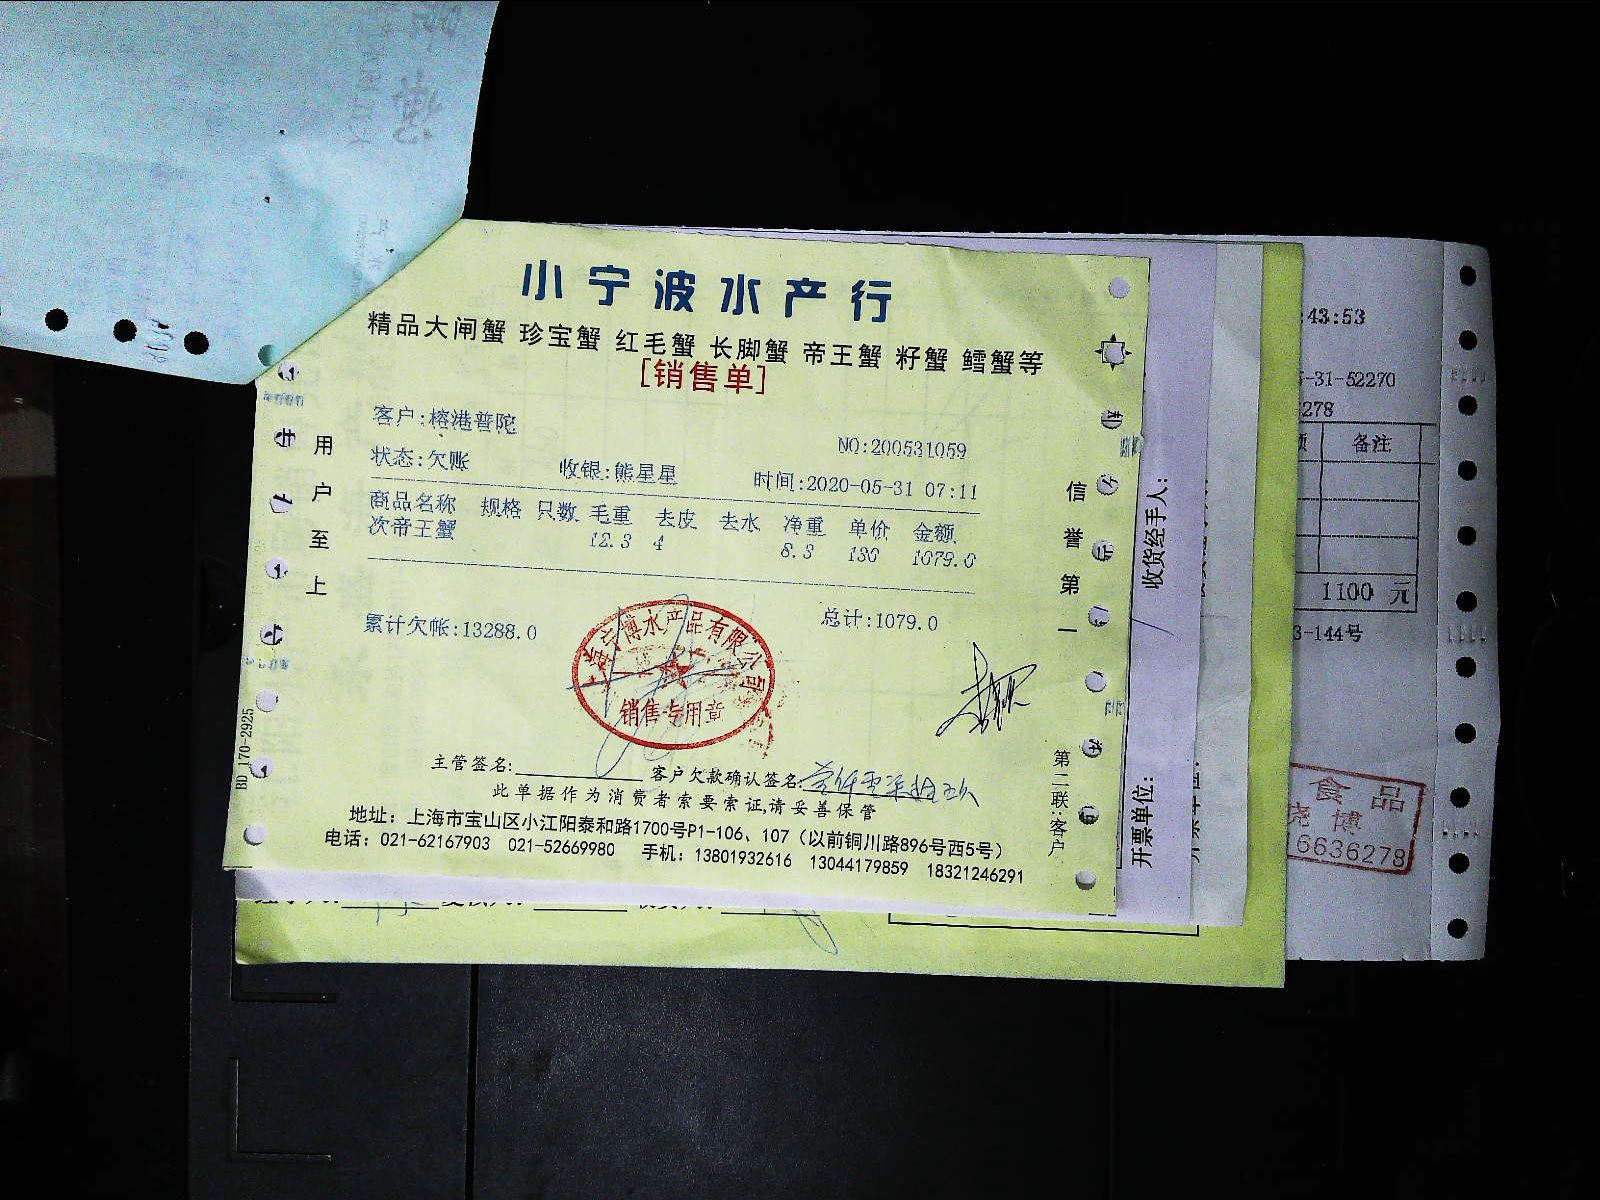 小宁波水产行
精品大闸蟹 珍宝蟹 红毛蟹 长脚蟹 帝王蟹 籽蟹 鳕蟹等
[销售单]
客户:榕港普陀
NO:200531059
状态:欠账 收银:熊星星 时间:2020-05-31 07:11
商品名称 规格 只数 毛重 去皮 去水 净重 单价 金额
次帝王蟹 12.3 4 8.3 130 1079.0
累计欠帐:13288.0 总计:1079.0
博水产品有限公司
销售专用章
主管签名: 客户欠款确认签名:
此单据作为消费者索要索证,请妥善保管
地址：上海市宝山区小江阳泰和路1700号P1-106、107（以前铜川路896号西5号）
电话：021-62167903 021-52669980 手机：13801932616 13044179859 18321246291
用户至上
信誉第一
第二联:客户
BD 170-2925
收货经手人:
开票单位:
:43:53
-31-52270
278
备注
1100 元
3-144号
食品
博
6636278